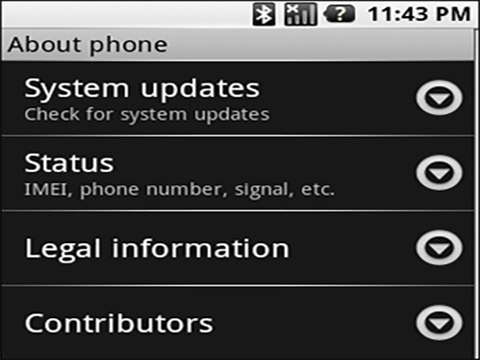 11:43 PM
About phone
System updates
Check for system updates
Status
IMEI, phone number, signal, etc.
Legal information
Contributors